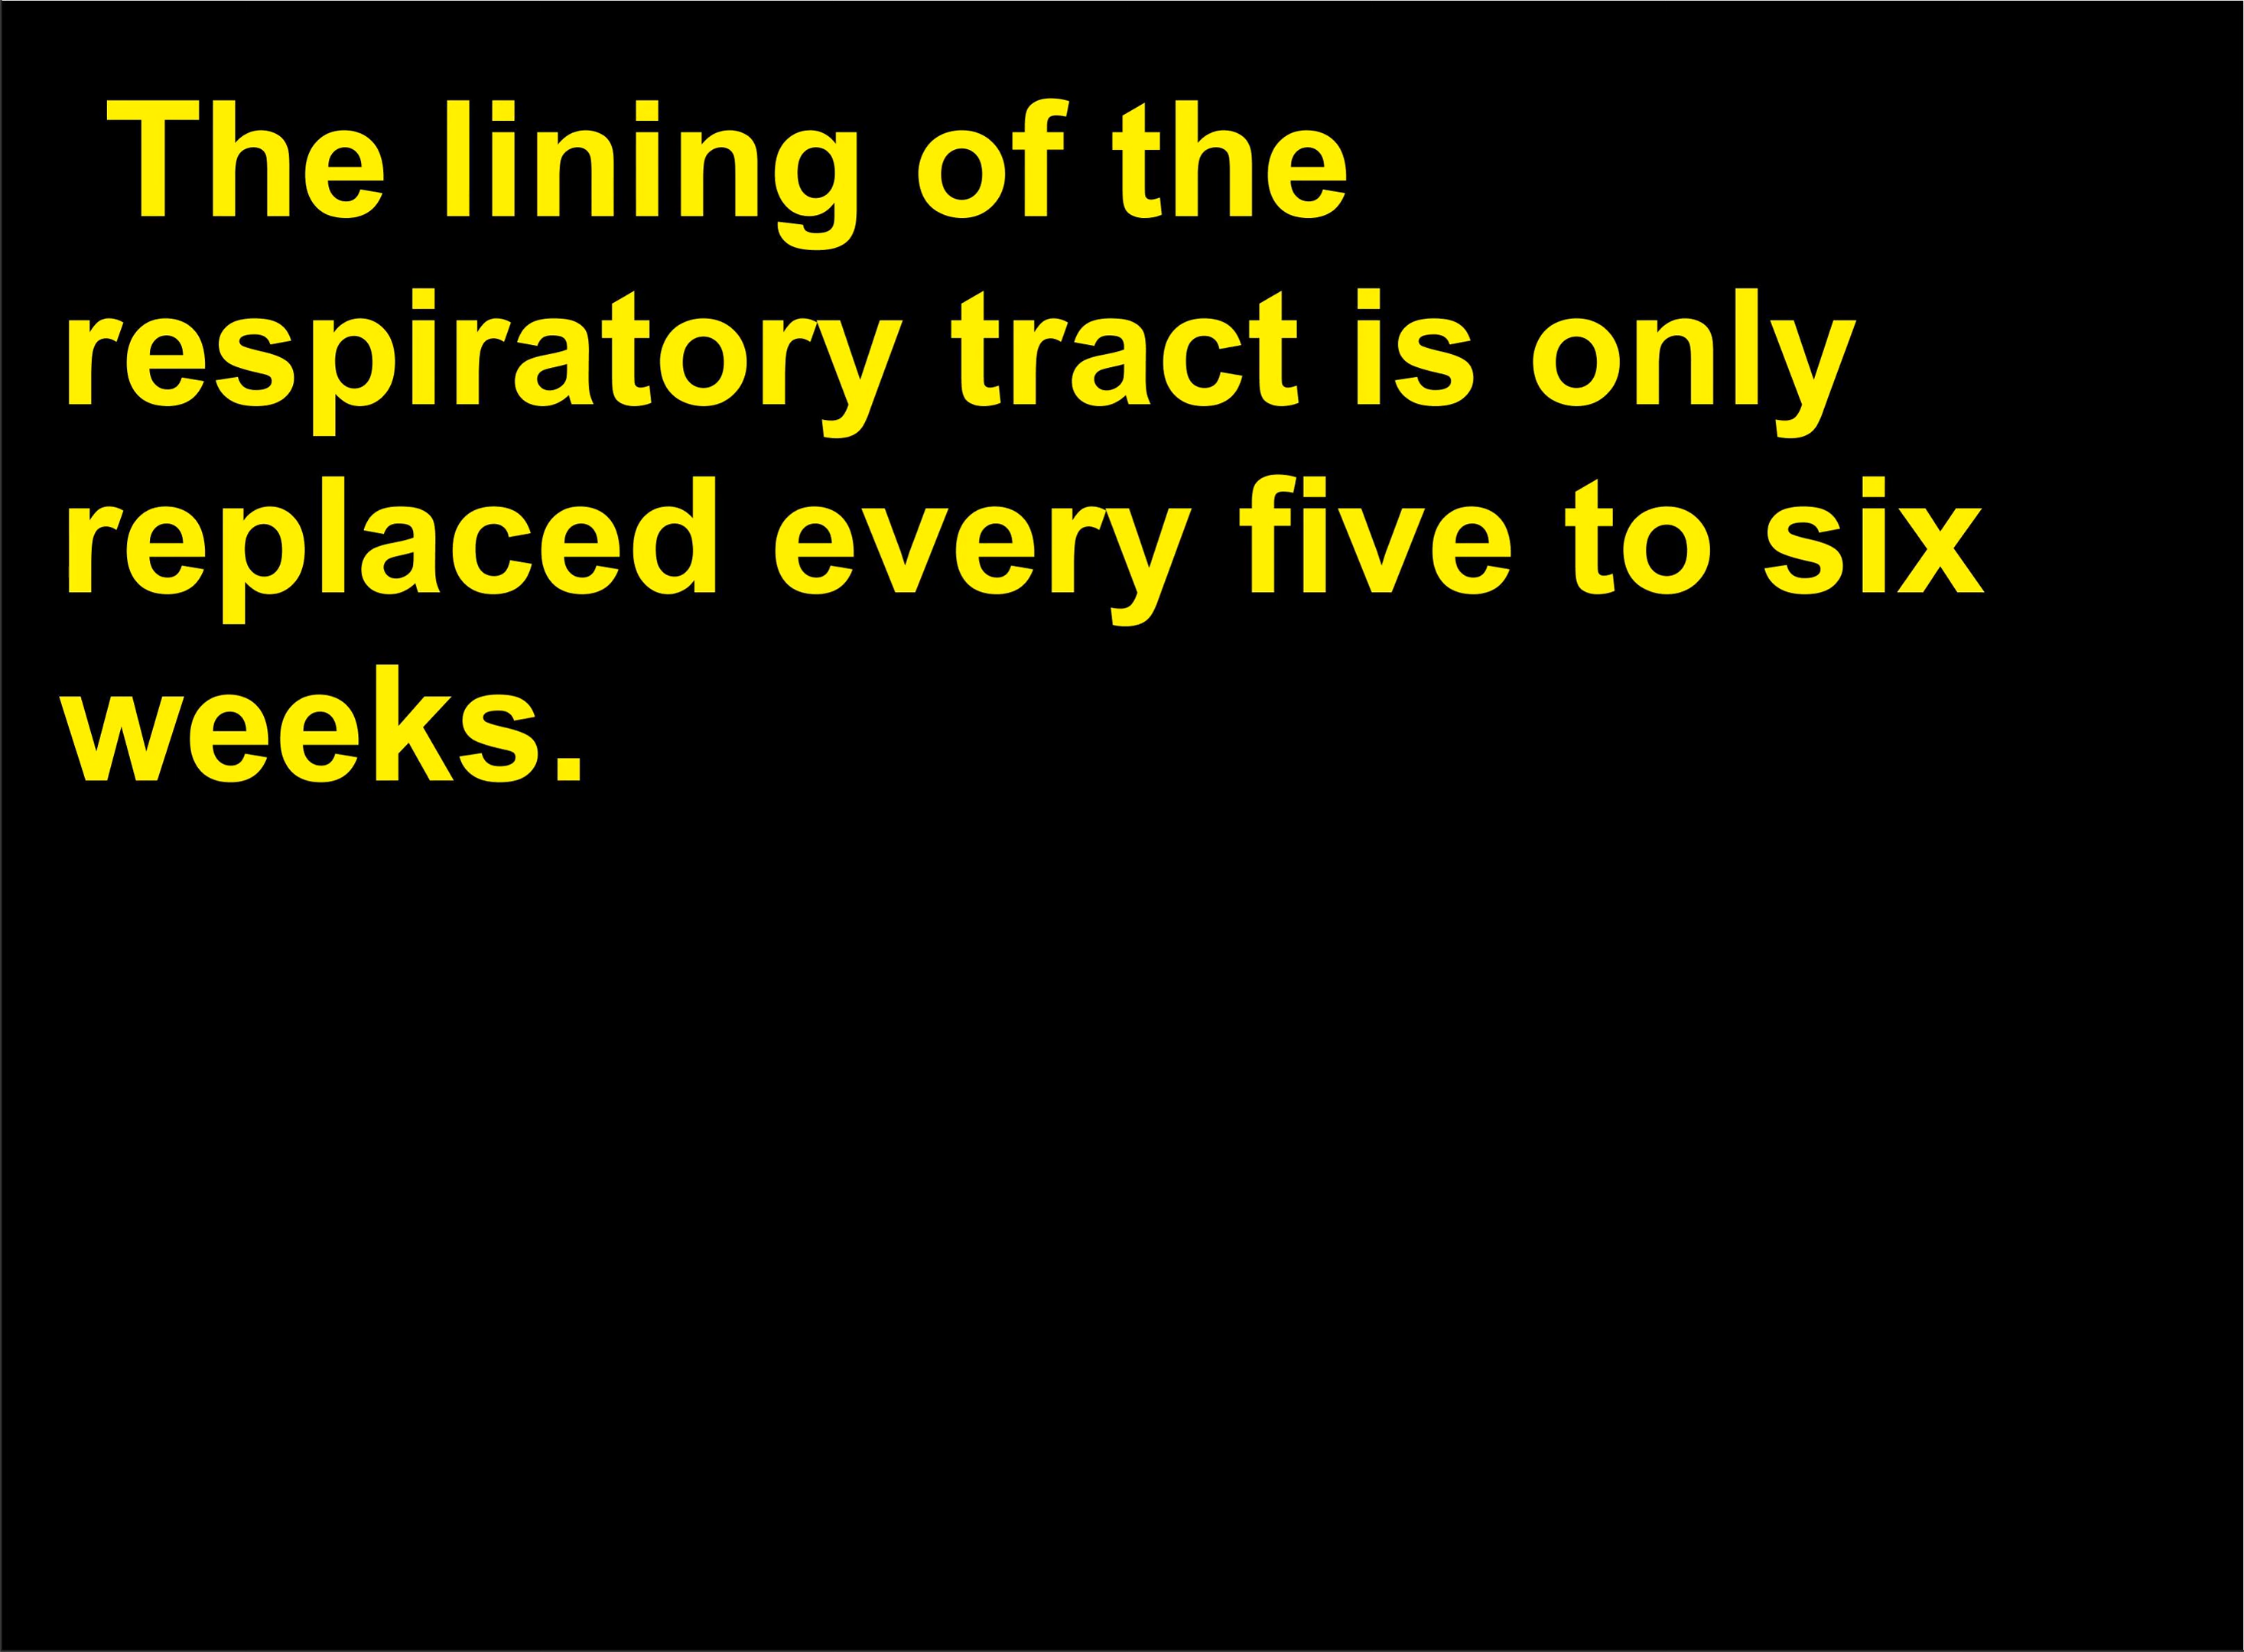 The lining of the
respiratory tract is only
replaced every five to six
weeks.